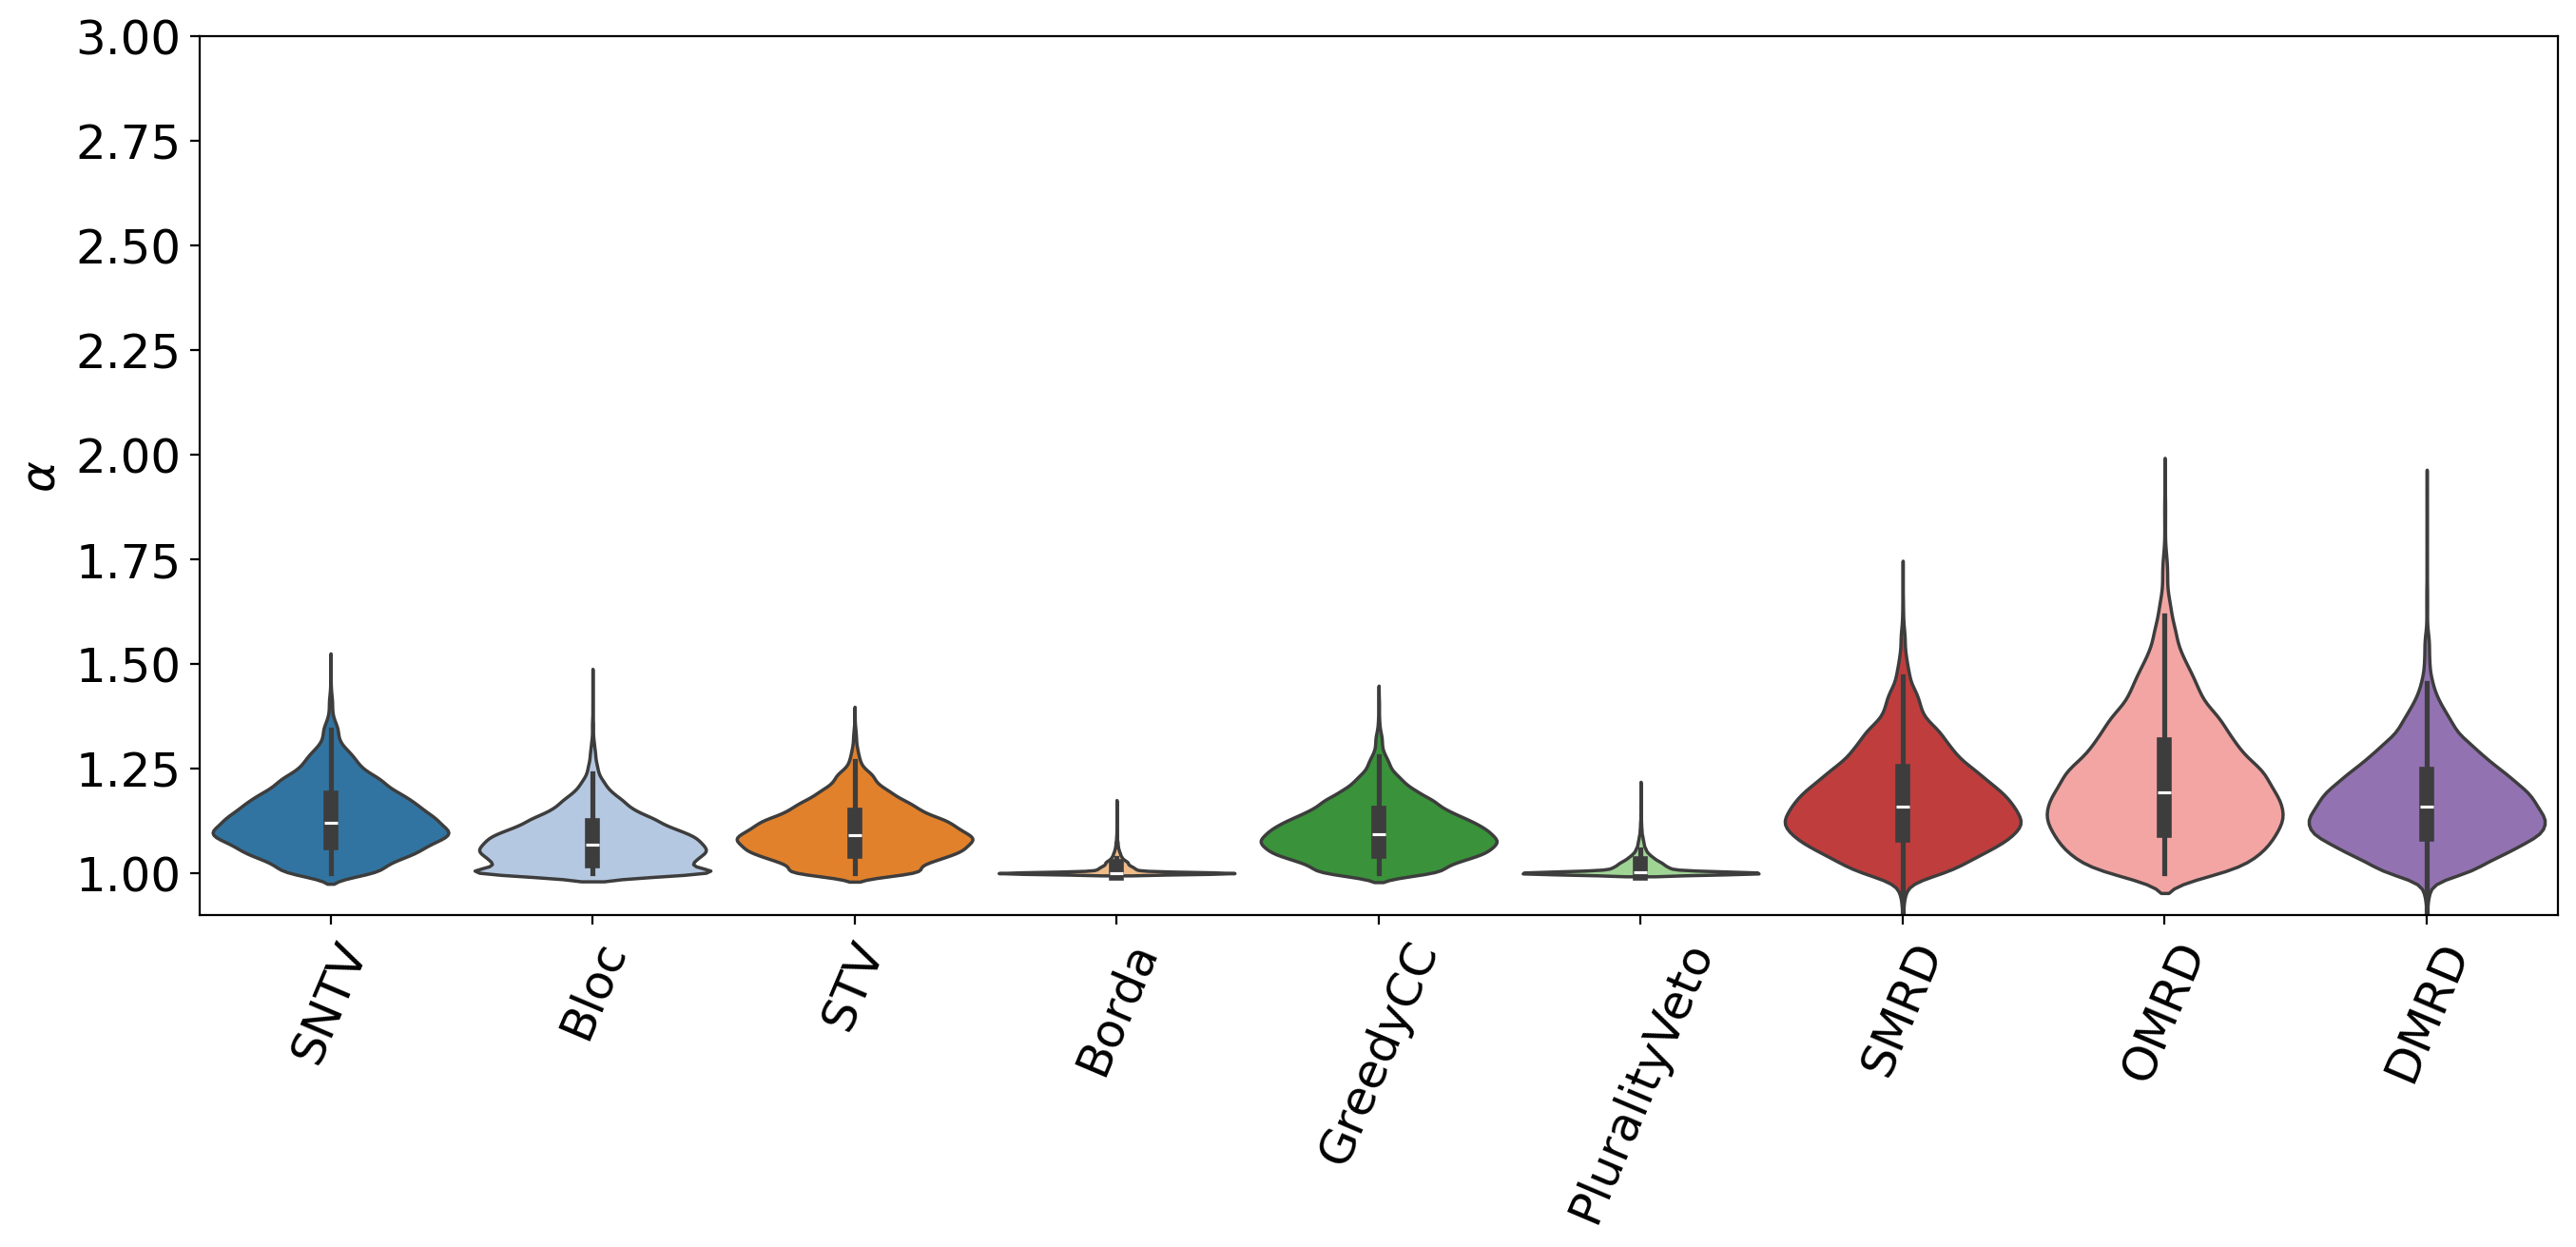 3.00
2.75
2.50
2.25
2.00
1.75
1.50
1.25
1.00
α
SNTV
Bloc
STV
Borda
GreedyCC
PluralityVeto
SMRD
OMRD
DMRD